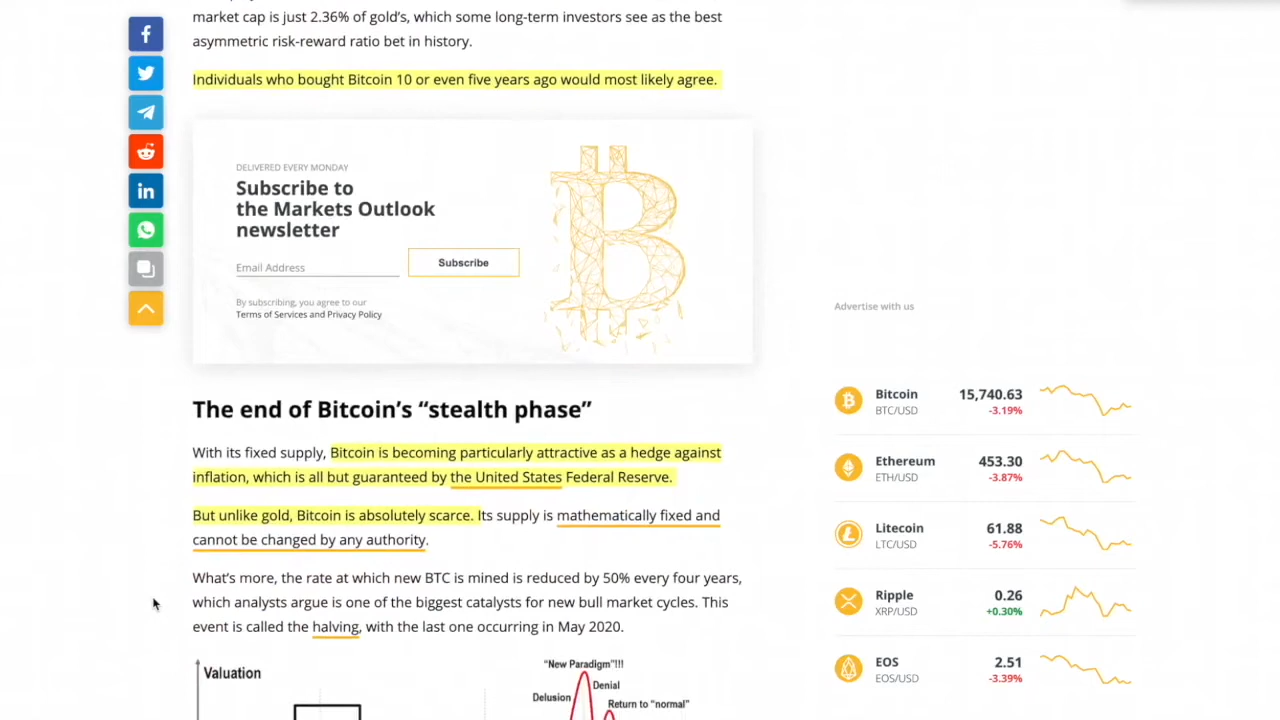 market cap is just 2.36% of gold’s, which some long-term investors see as the best
asymmetric risk-reward ratio bet in history.
Individuals who bought Bitcoin 10 or even five years ago would most likely agree.
DELIVERED EVERY MONDAY
Subscribe to
the Markets Outlook
newsletter
Email Address
Subscribe
By subscribing, you agree to our
Terms of Services and Privacy Policy
The end of Bitcoin’s “stealth phase”
With its fixed supply, Bitcoin is becoming particularly attractive as a hedge against
inflation, which is all but guaranteed by the United States Federal Reserve.
But unlike gold, Bitcoin is absolutely scarce. Its supply is mathematically fixed and
cannot be changed by any authority.
What’s more, the rate at which new BTC is mined is reduced by 50% every four years,
which analysts argue is one of the biggest catalysts for new bull market cycles. This
event is called the halving, with the last one occurring in May 2020.
Valuation
“New Paradigm”!!!
Denial
Delusion
Return to “normal”
Advertise with us
Bitcoin 15,740.63
BTC/USD -3.19%
Ethereum 453.30
ETH/USD -3.87%
Litecoin 61.88
LTC/USD -5.76%
Ripple 0.26
XRP/USD +0.30%
EOS 2.51
EOS/USD -3.39%